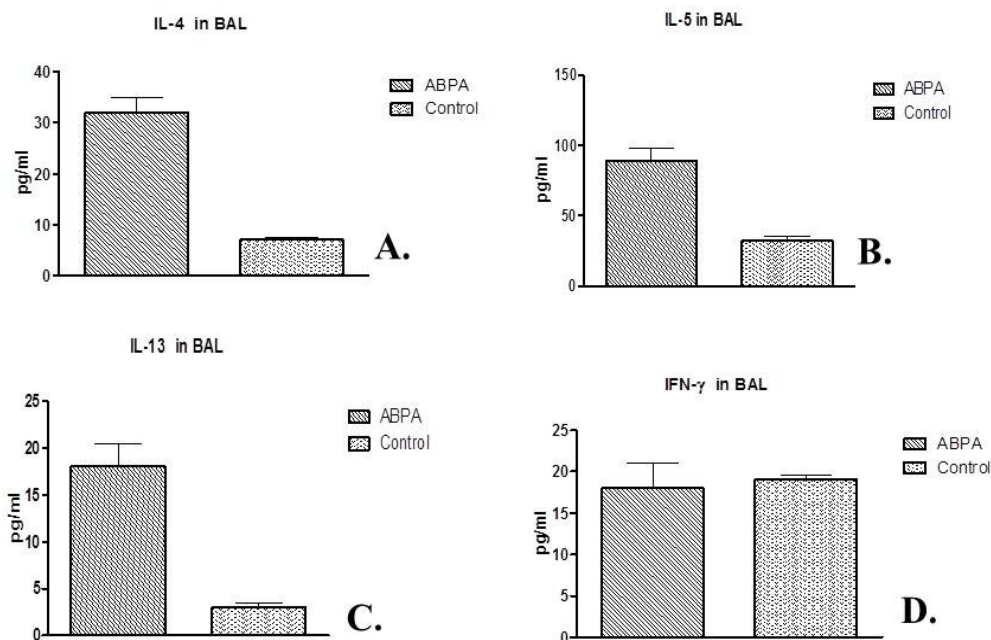 IL-4 in BAL
40
30
20
10
0
pg/ml
ABPA
Control
A.
IL-5 in BAL
150
100
50
0
pg/ml
ABPA
Control
B.
IL-13 in BAL
25
20
15
10
5
0
pg/ml
ABPA
Control
C.
IFN-γ in BAL
25
20
15
10
5
0
pg/ml
ABPA
Control
D.